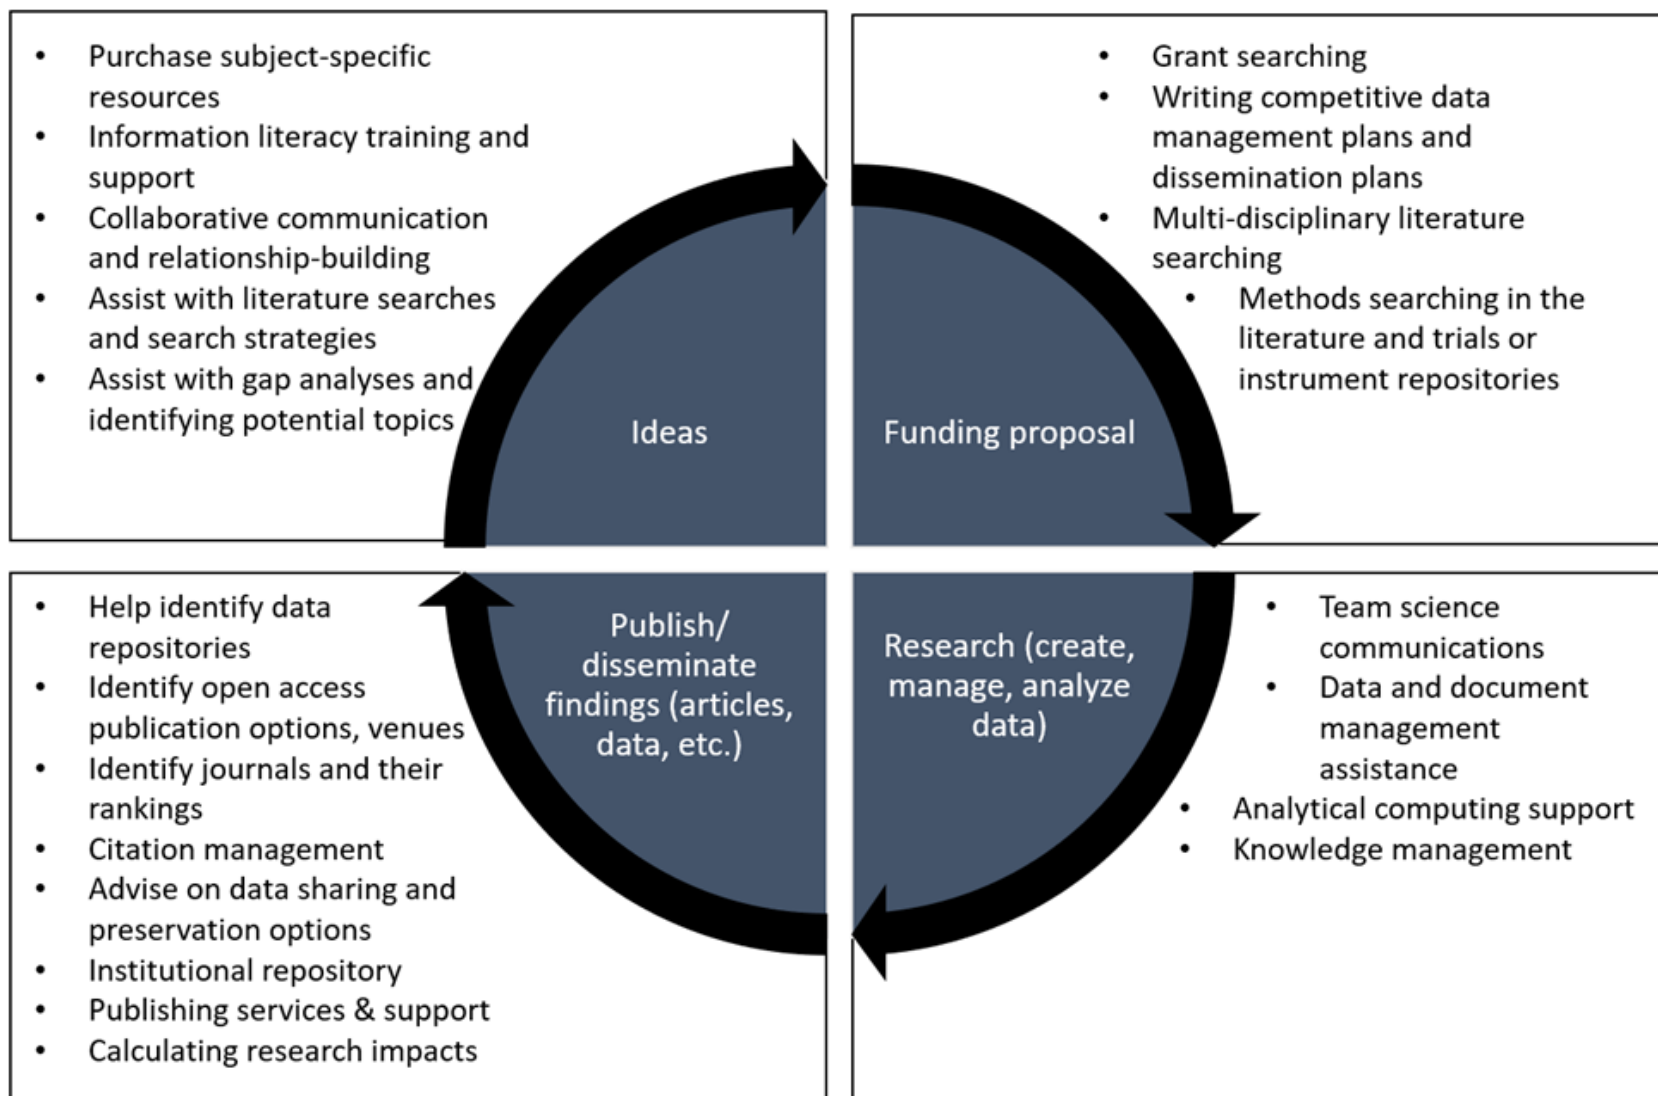 • Purchase subject-specific
resources
• Information literacy training and
support
• Collaborative communication
and relationship-building
• Assist with literature searches
and search strategies
• Assist with gap analyses and
identifying potential topics
Ideas
• Grant searching
• Writing competitive data
management plans and
dissemination plans
• Multi-disciplinary literature
searching
• Methods searching in the
literature and trials or
instrument repositories
Funding proposal
• Help identify data
repositories
• Identify open access
publication options, venues
• Identify journals and their
rankings
• Citation management
• Advise on data sharing and
preservation options
• Institutional repository
• Publishing services & support
• Calculating research impacts
Publish/
disseminate
findings (articles,
data, etc.)
Research (create,
manage, analyze
data)
• Team science
communications
• Data and document
management
assistance
• Analytical computing support
• Knowledge management